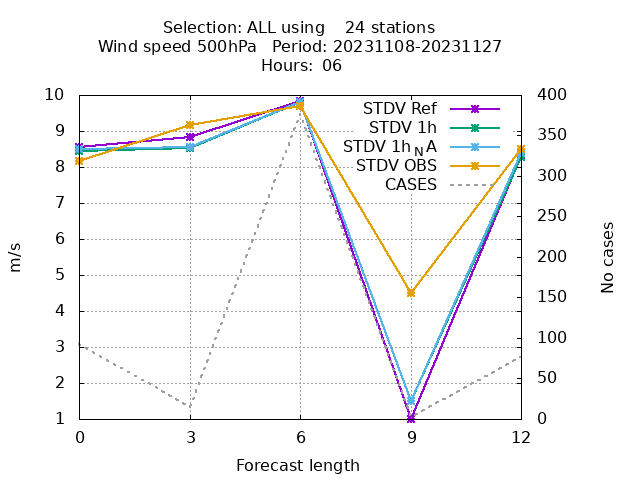 Selection: ALL using    24 stations
Wind speed 500hPa   Period: 20231108-20231127
Hours: 06
10
9
8
7
6
5
4
3
2
1
m/s
STDV Ref
STDV 1h
STDV 1h_N A
STDV OBS
CASES
400
350
300
250
200
150
100
50
0
No cases
0 3 6 9 12
Forecast length